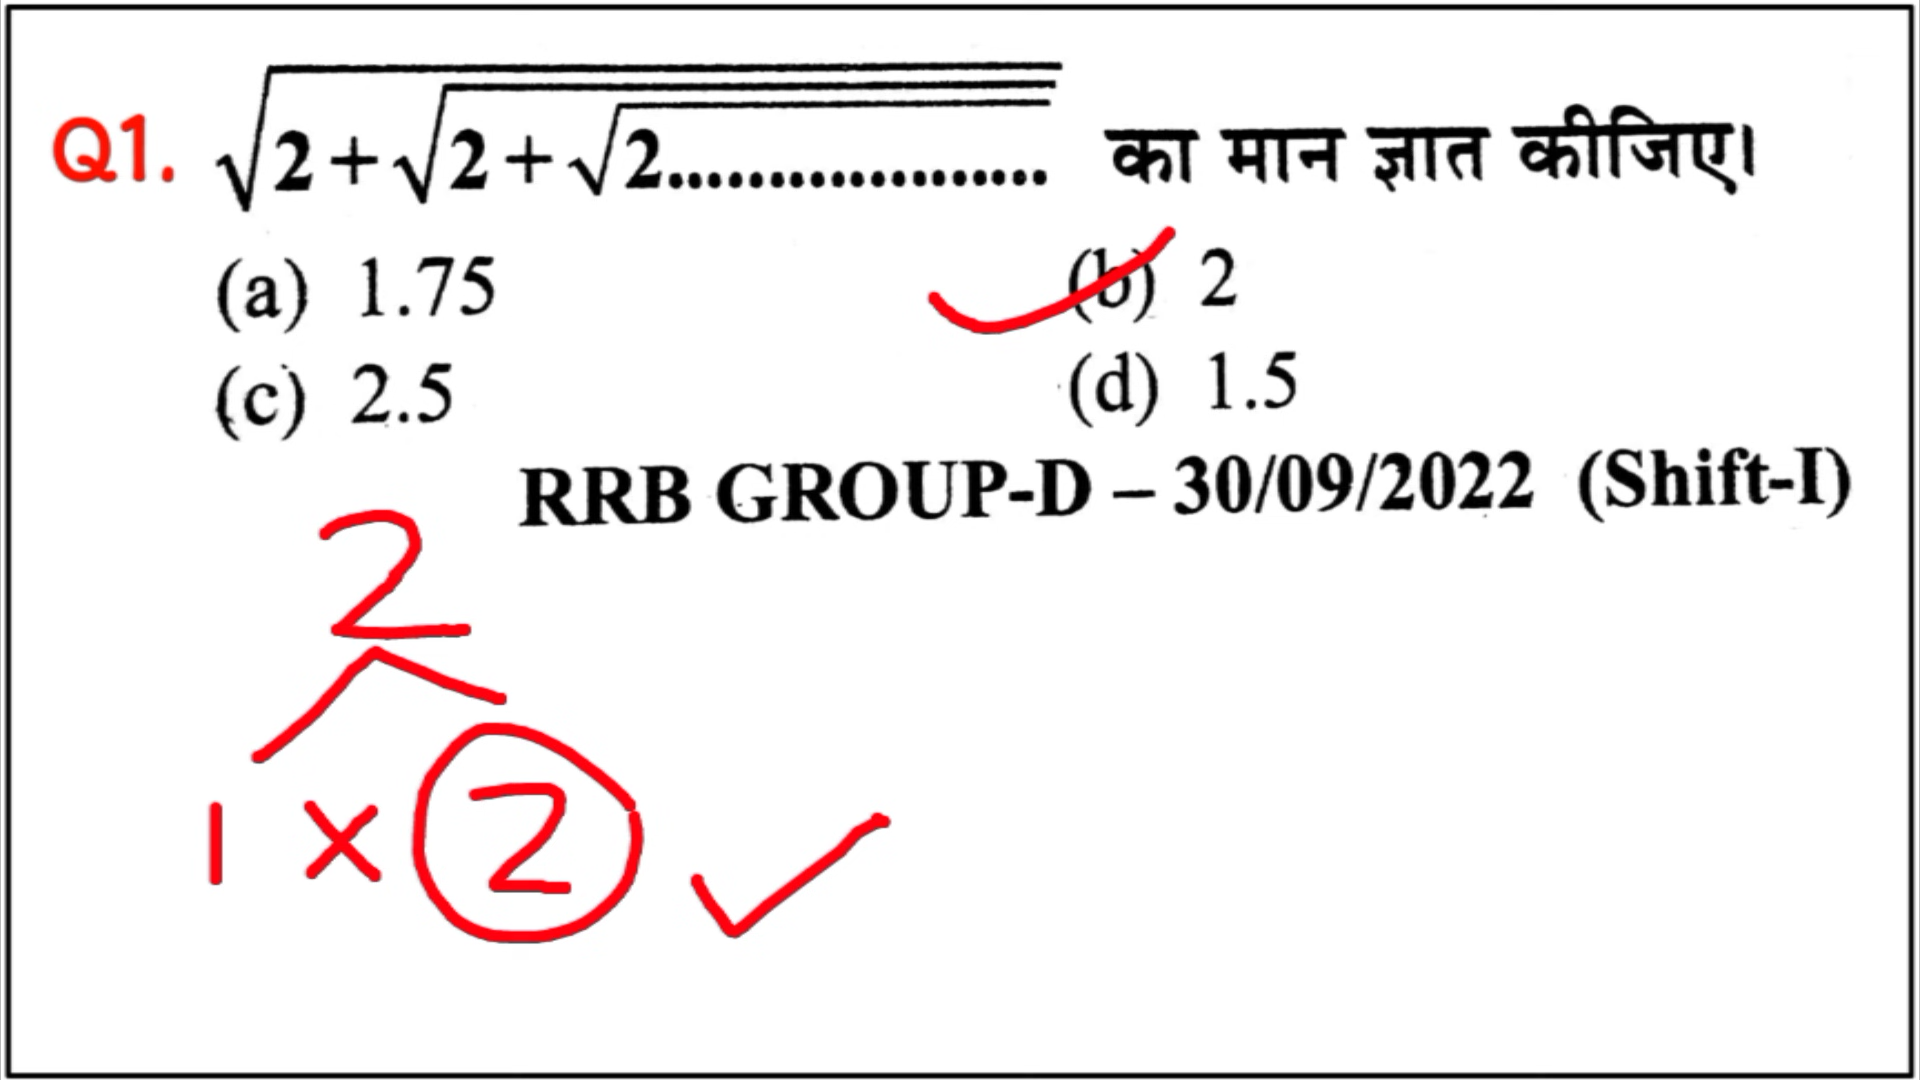 Q1. √2+√2+√2................... का मान ज्ञात कीजिए।
(a) 1.75 (b) 2
(c) 2.5 (d) 1.5
RRB GROUP-D – 30/09/2022 (Shift-I)
2
1 × 2